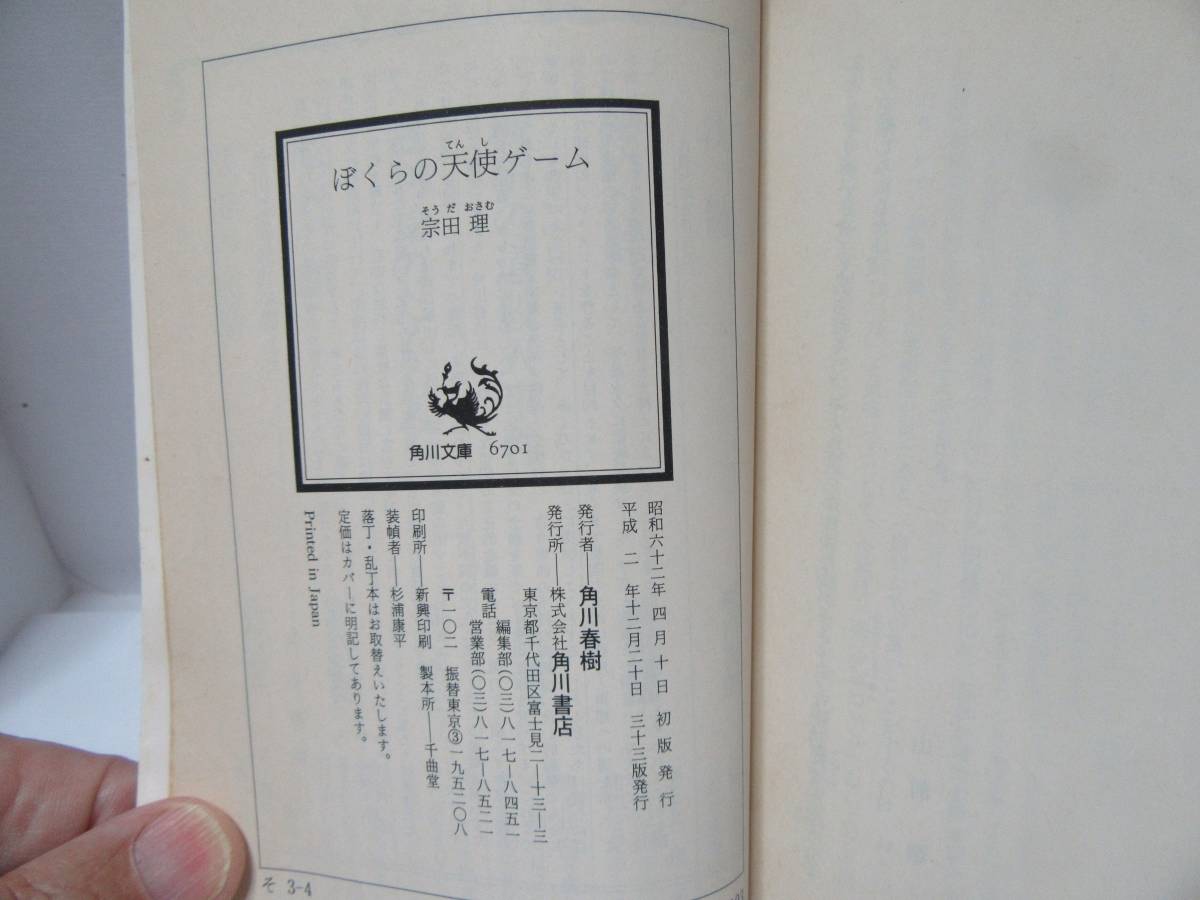 てんし
ぼくらの天使ゲーム
そうだ おさむ
宗田 理
角川文庫 6701
昭和六十二年 四 月 十 日 初 版 発 行
平成 二 年十二月二十日 三十三版発行
発行者──角川春樹
発行所──株式会社角川書店
東京都千代田区富士見二─十三─三
電話 編集部(〇三)八一七─八四五一
営業部(〇三)八一七─八五二一
〒一〇二 振替東京③一九五二〇八
印刷所──新興印刷 製本所──千曲堂
装幀者──杉浦康平
落丁・乱丁本はお取替えいたします。
定価はカバーに明記してあります。
Printed in Japan
そ 3-4